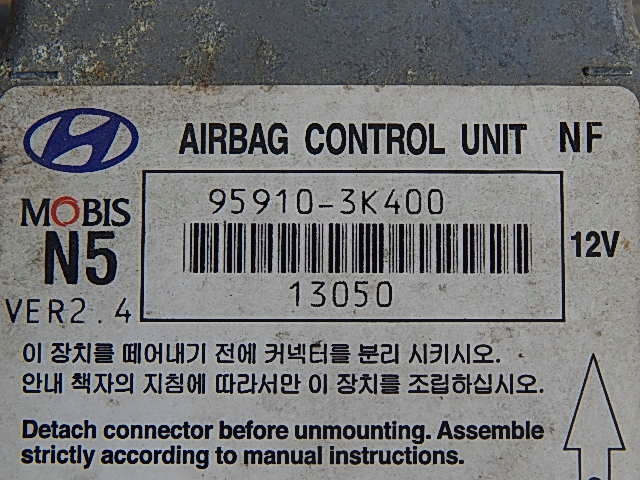 AIRBAG CONTROL UNIT NF
MOBIS
N5
VER2.4
95910-3K400
13050
12V
이 장치를 떼어내기 전에 커넥터를 분리 시키시오.
안내 책자의 지침에 따라서만 이 장치를 조립하십시오.
Detach connector before unmounting. Assemble
strictly according to manual instructions.